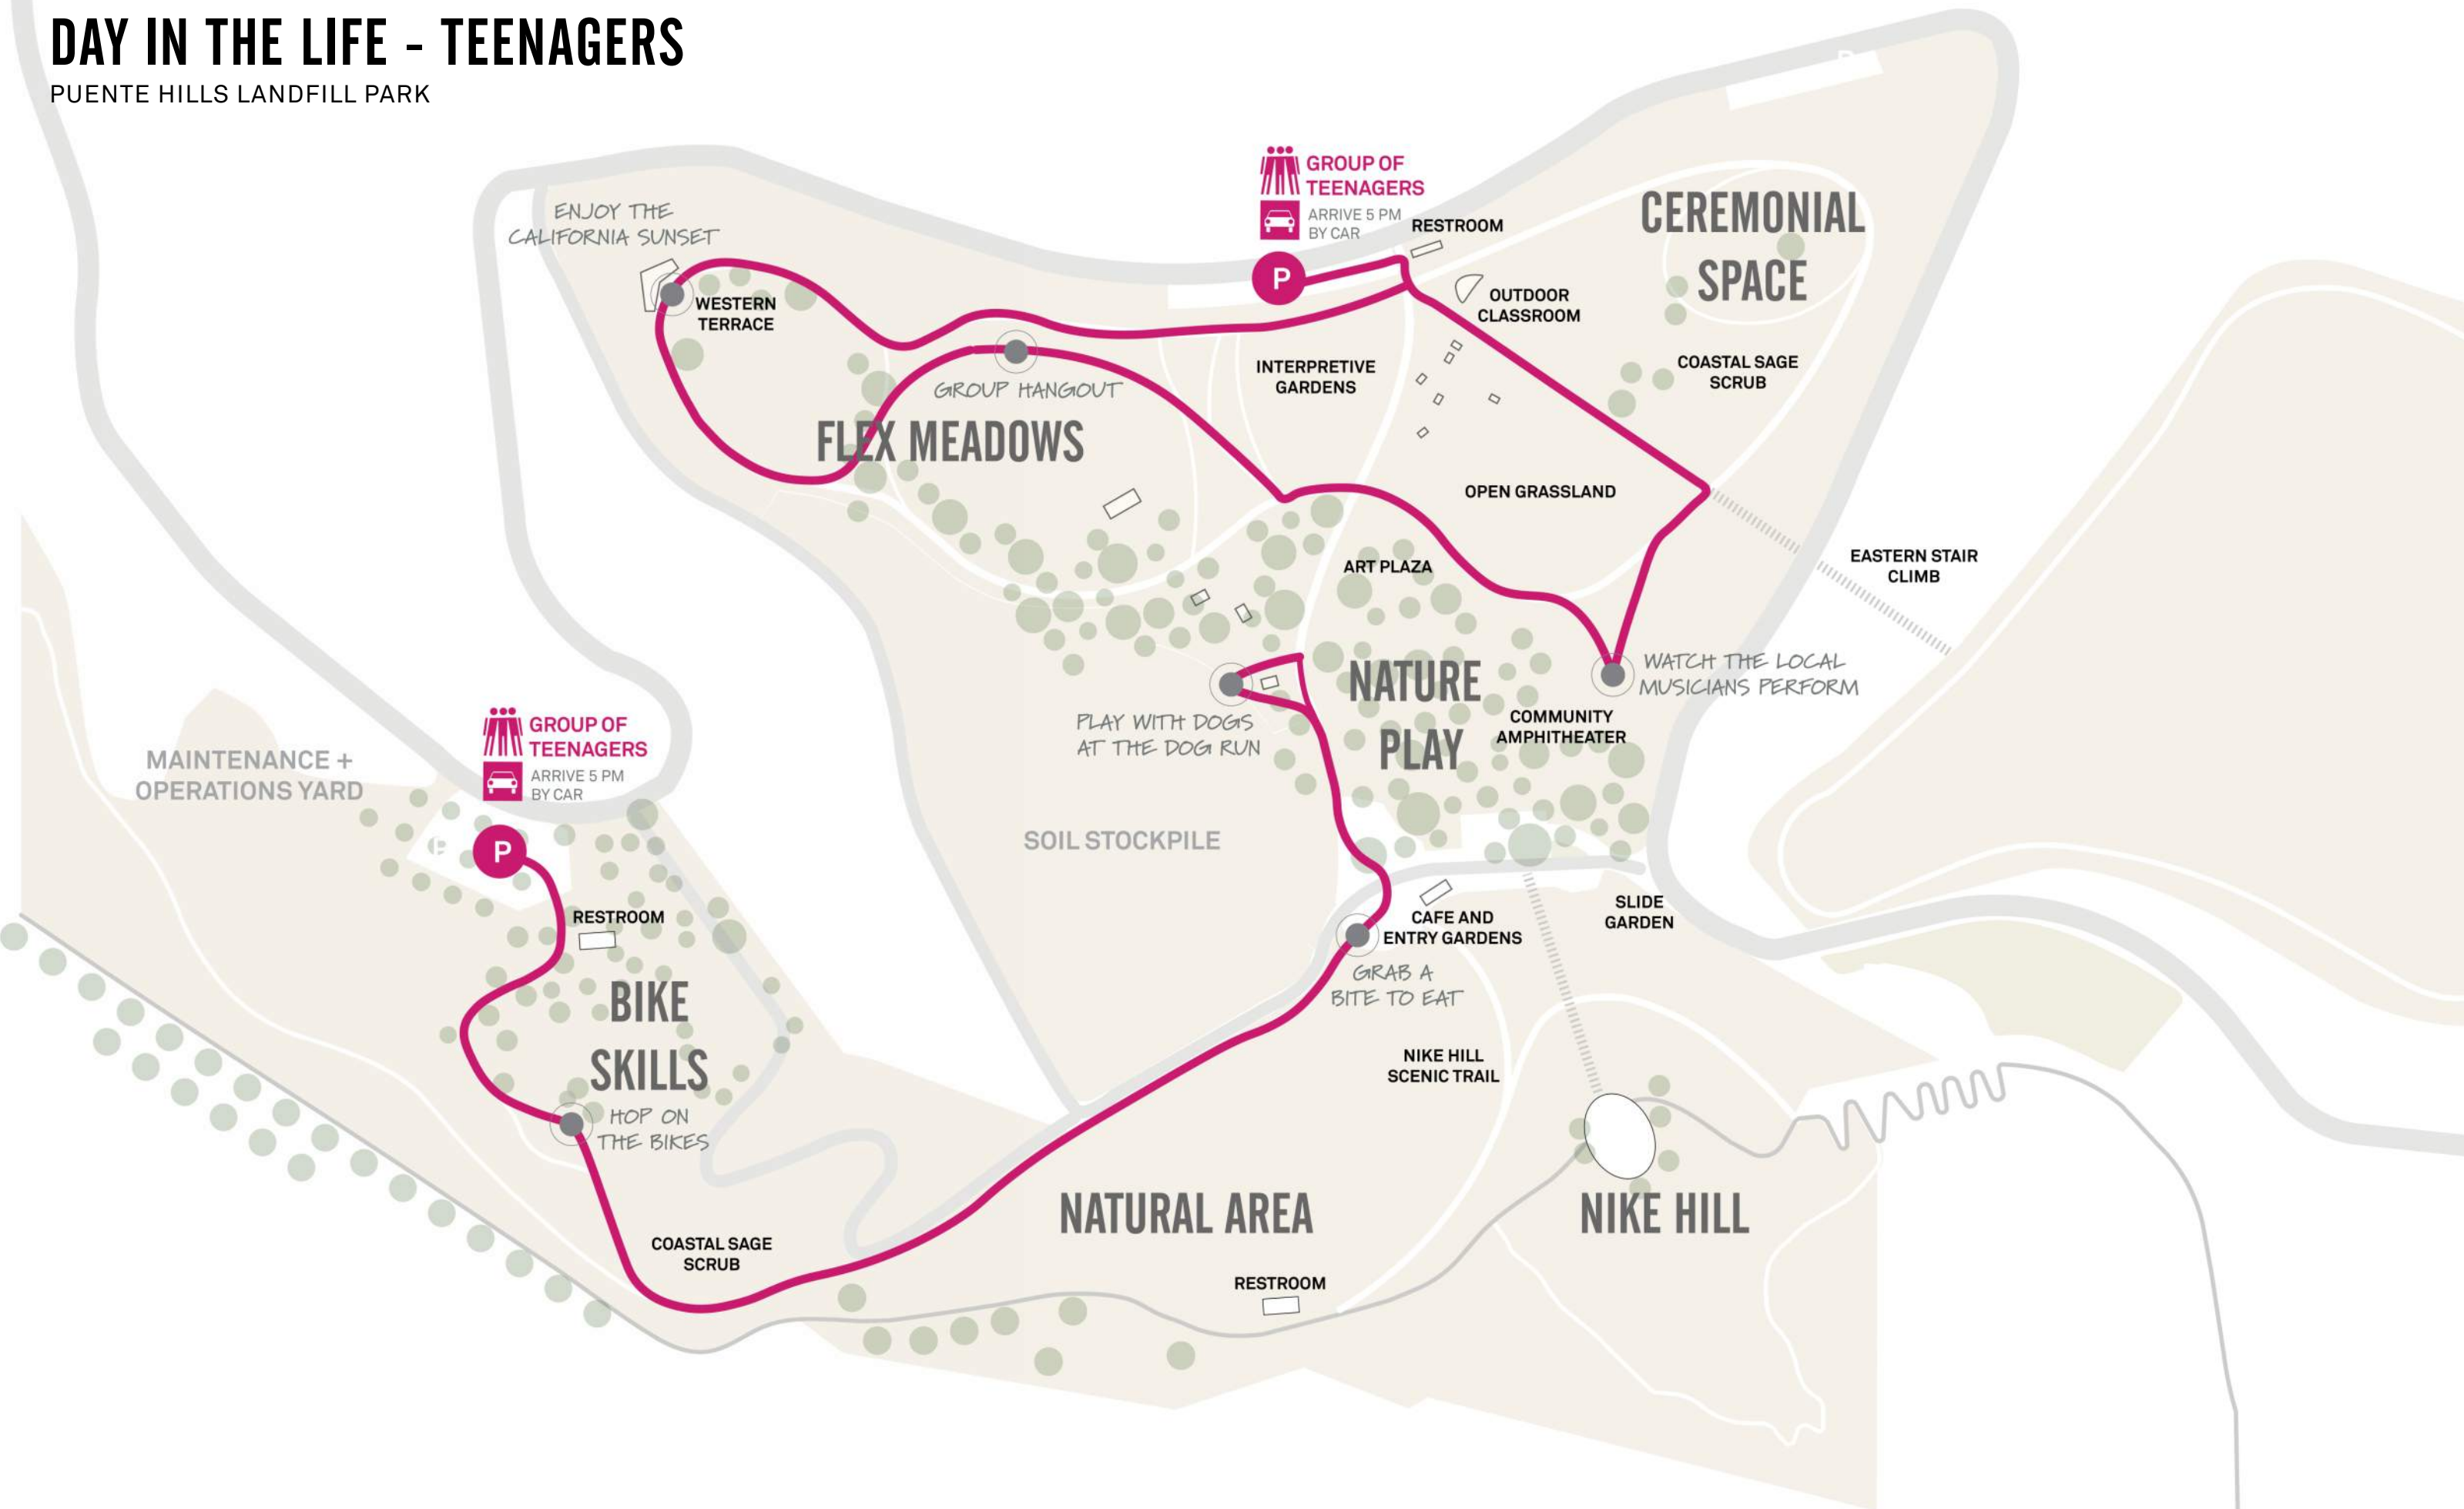 DAY IN THE LIFE - TEENAGERS
PUENTE HILLS LANDFILL PARK
GROUP OF
TEENAGERS
ARRIVE 5 PM
BY CAR
P
RESTROOM
CEREMONIAL
SPACE
ENJOY THE
CALIFORNIA SUNSET
WESTERN
TERRACE
OUTDOOR
CLASSROOM
INTERPRETIVE
GARDENS
COASTAL SAGE
SCRUB
GROUP HANGOUT
FLEX MEADOWS
OPEN GRASSLAND
ART PLAZA
EASTERN STAIR
CLIMB
WATCH THE LOCAL
MUSICIANS PERFORM
NATURE
PLAY
COMMUNITY
AMPHITHEATER
PLAY WITH DOGS
AT THE DOG RUN
MAINTENANCE +
OPERATIONS YARD
GROUP OF
TEENAGERS
ARRIVE 5 PM
BY CAR
P
SOIL STOCKPILE
RESTROOM
CAFE AND
ENTRY GARDENS
SLIDE
GARDEN
GRAB A
BITE TO EAT
BIKE
SKILLS
HOP ON
THE BIKES
NIKE HILL
SCENIC TRAIL
NATURAL AREA
NIKE HILL
COASTAL SAGE
SCRUB
RESTROOM